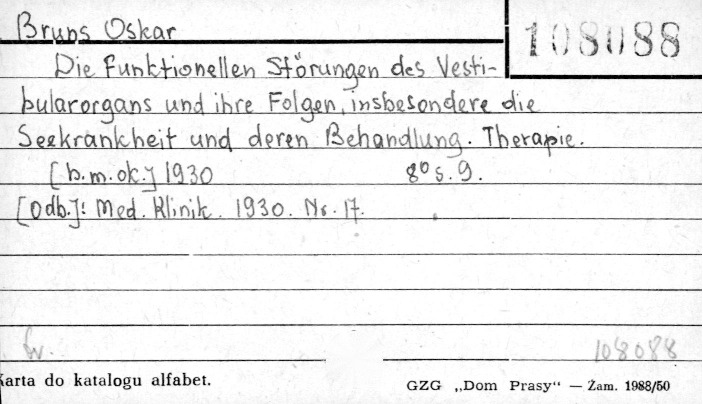 Bruns Oskar
108088
Die Funktionellen Störungen des Vesti-
bularorgans und ihre Folgen, insbesondere die
Seekrankheit und deren Behandlung. Therapie.
[b.m.ok.] 1930 8° s. 9.
[Odb.]: Med. Klinik. 1930. Nr. 17.
108088
Karta do katalogu alfabet.
GZG „Dom Prasy“ — Zam. 1988/50